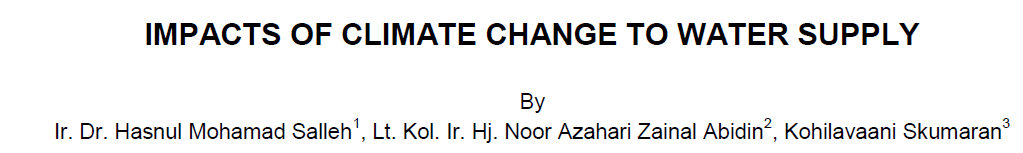 IMPACTS OF CLIMATE CHANGE TO WATER SUPPLY
By
Ir. Dr. Hasnul Mohamad Salleh1, Lt. Kol. Ir. Hj. Noor Azahari Zainal Abidin2, Kohilavaani Skumaran3